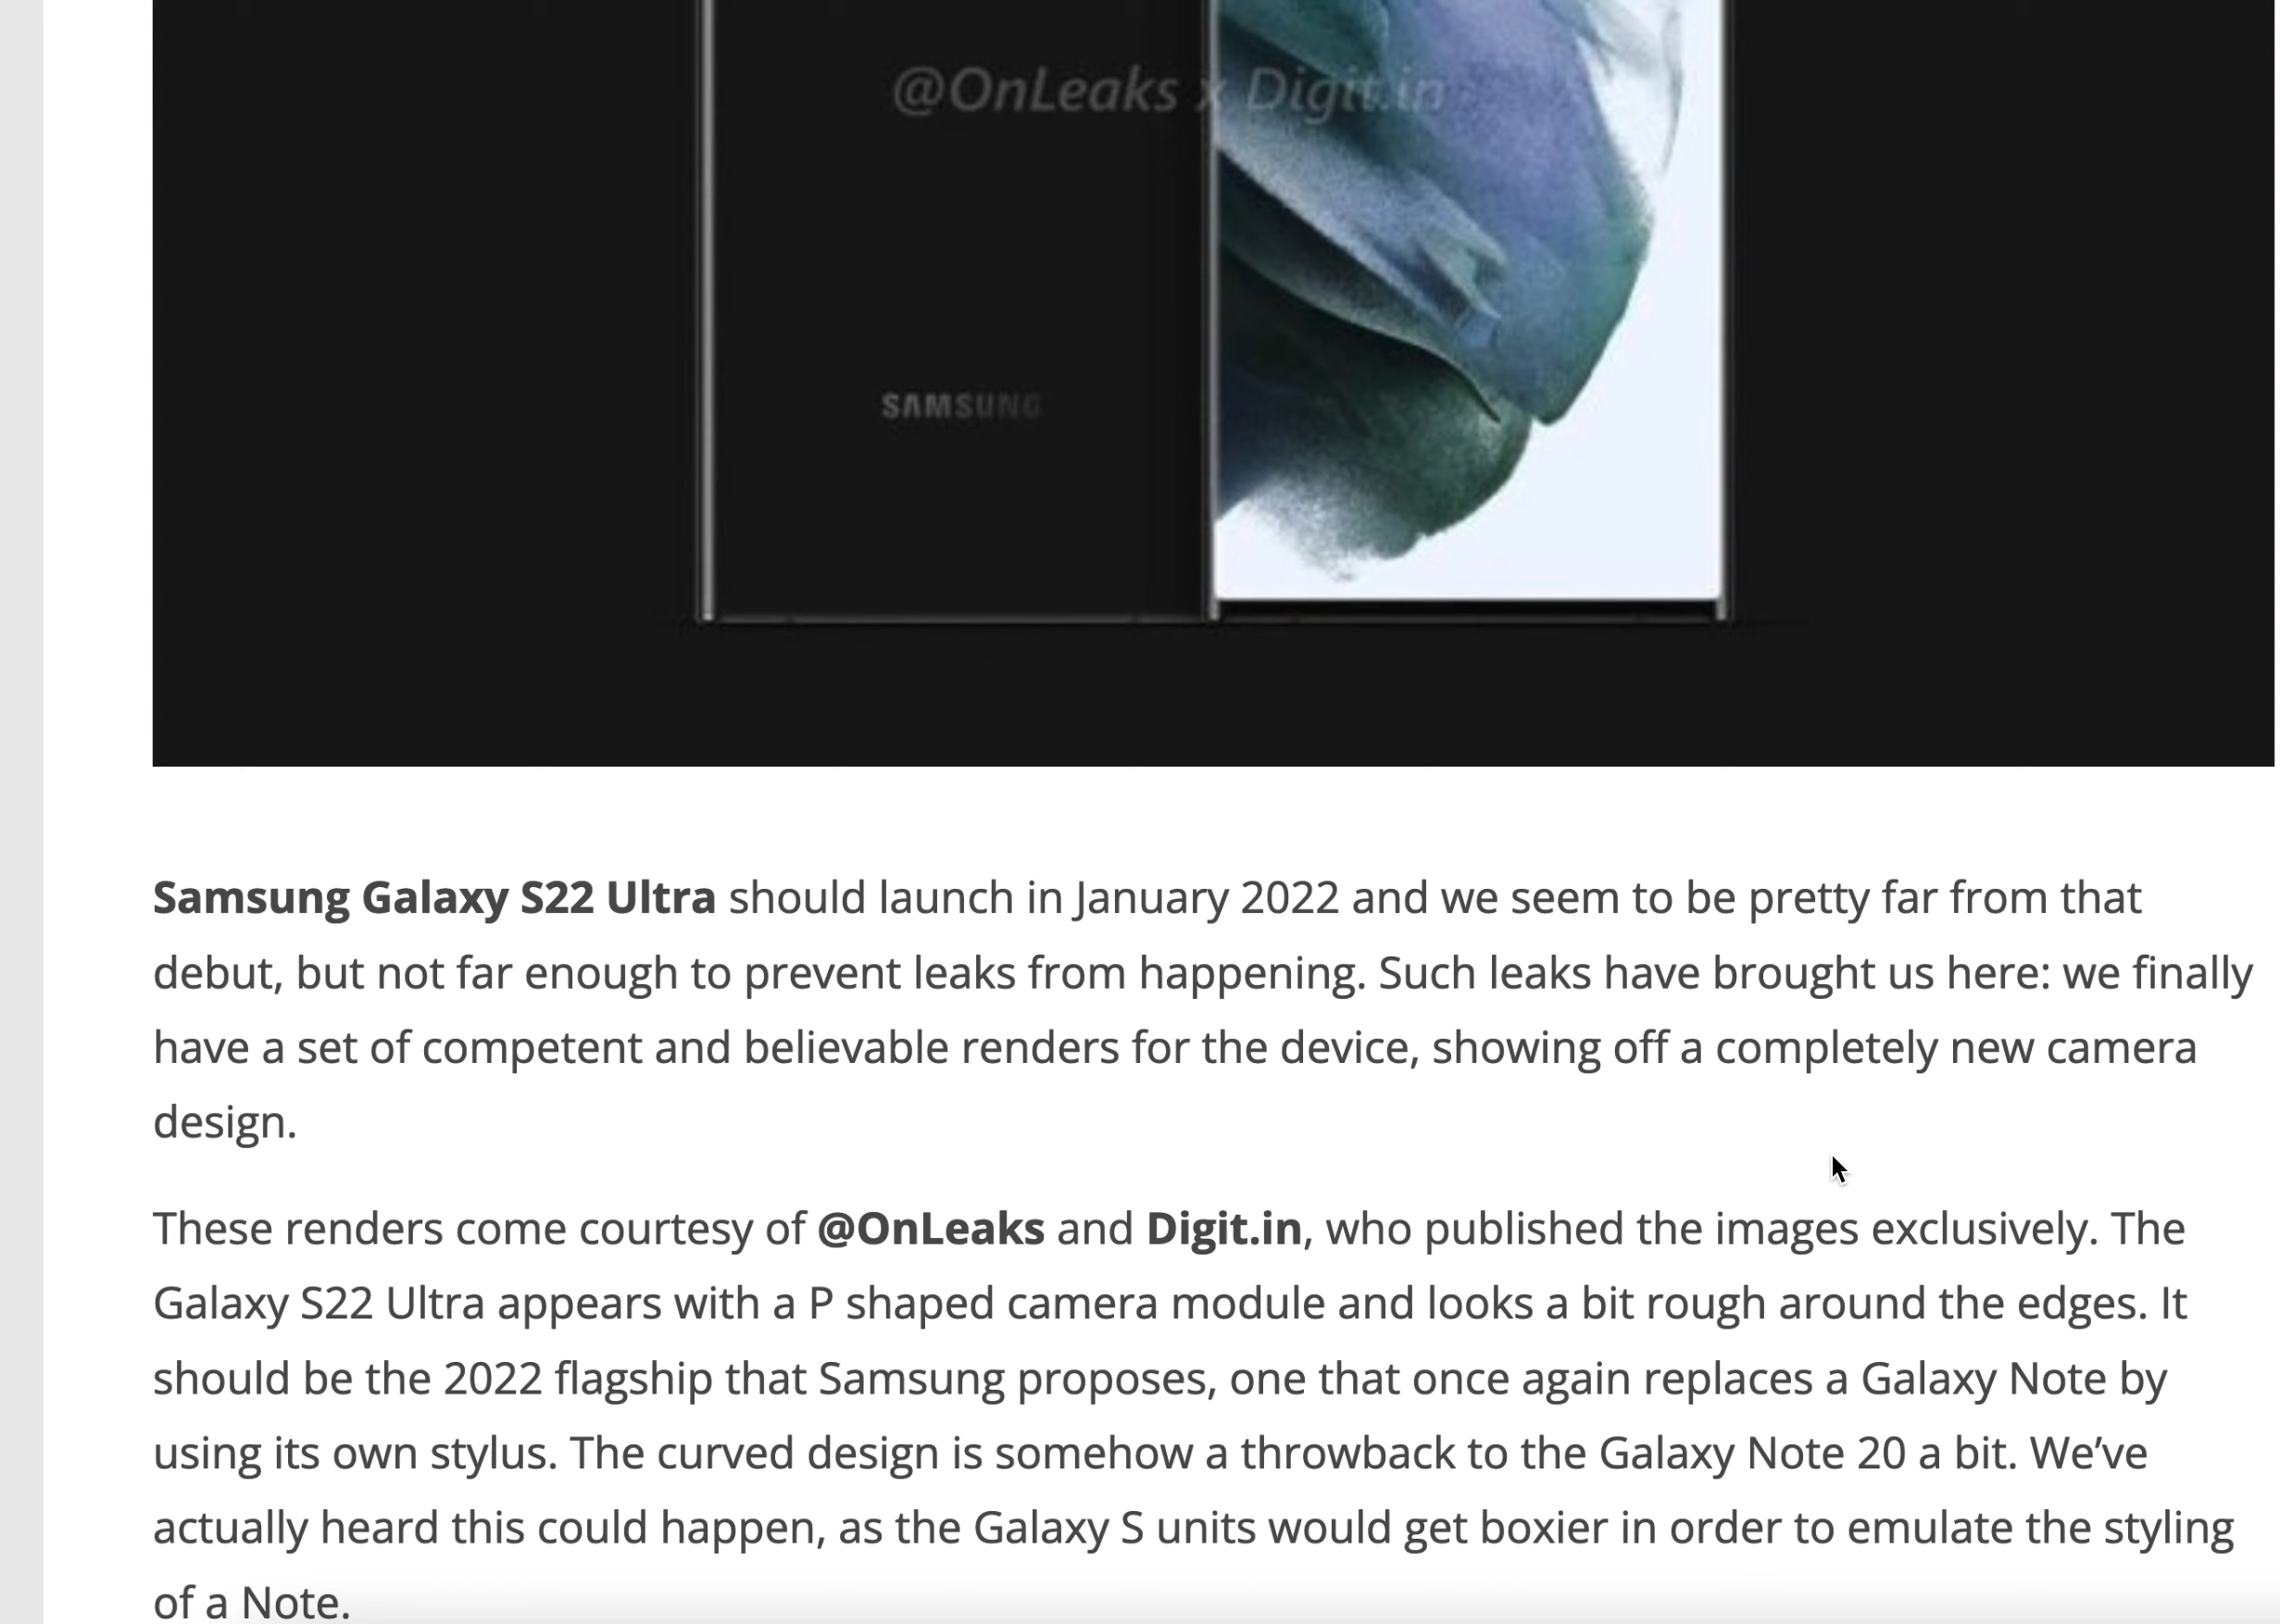 @OnLeaks x Digit.in
SAMSUNG
Samsung Galaxy S22 Ultra should launch in January 2022 and we seem to be pretty far from that
debut, but not far enough to prevent leaks from happening. Such leaks have brought us here: we finally
have a set of competent and believable renders for the device, showing off a completely new camera
design.
These renders come courtesy of @OnLeaks and Digit.in, who published the images exclusively. The
Galaxy S22 Ultra appears with a P shaped camera module and looks a bit rough around the edges. It
should be the 2022 flagship that Samsung proposes, one that once again replaces a Galaxy Note by
using its own stylus. The curved design is somehow a throwback to the Galaxy Note 20 a bit. We’ve
actually heard this could happen, as the Galaxy S units would get boxier in order to emulate the styling
of a Note.